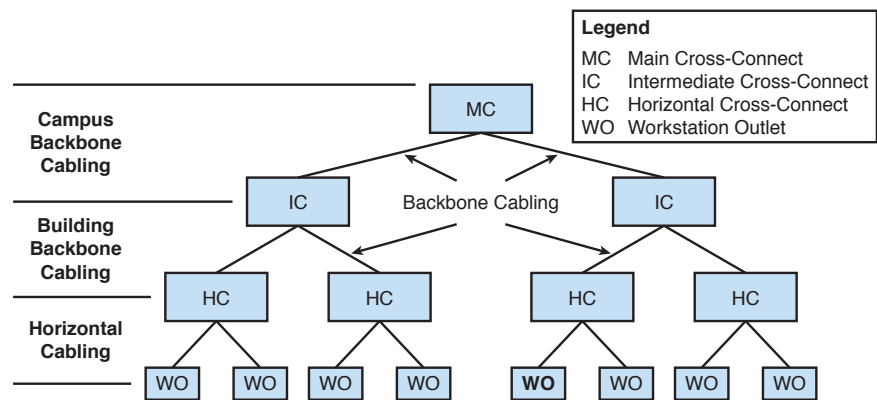 Legend
MC Main Cross-Connect
IC Intermediate Cross-Connect
HC Horizontal Cross-Connect
WO Workstation Outlet
MC
Campus
Backbone
Cabling
IC
Backbone Cabling
IC
Building
Backbone
Cabling
HC
HC
HC
HC
Horizontal
Cabling
WO
WO
WO
WO
WO
WO
WO
WO